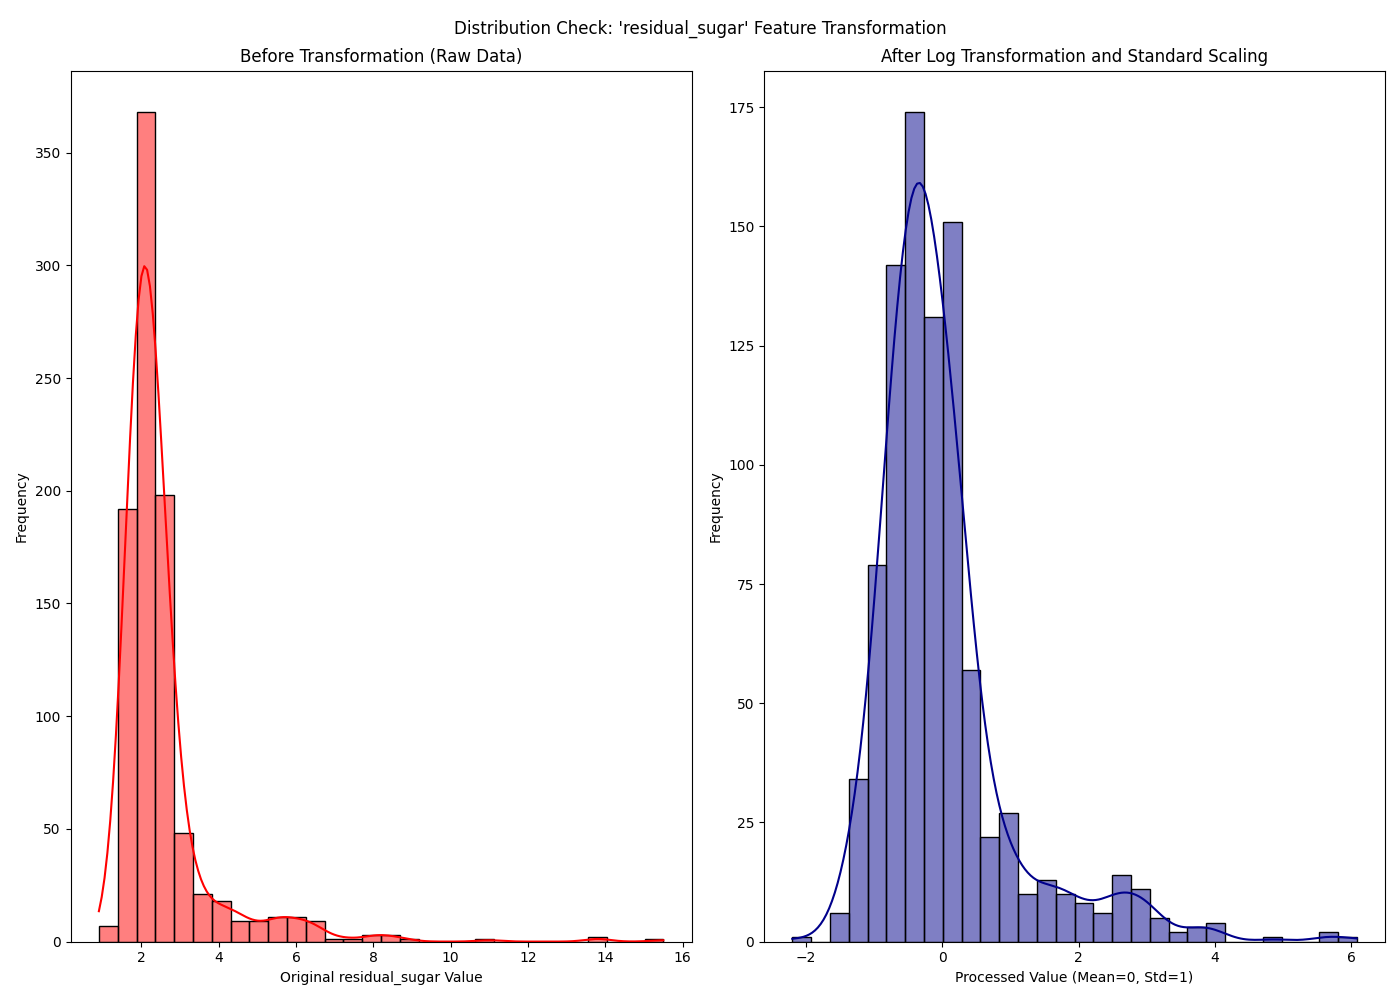 Distribution Check: 'residual_sugar' Feature Transformation
Before Transformation (Raw Data)
Frequency
350
300
250
200
150
100
50
0
2 4 6 8 10 12 14 16
Original residual_sugar Value
After Log Transformation and Standard Scaling
Frequency
175
150
125
100
75
50
25
0
−2 0 2 4 6
Processed Value (Mean=0, Std=1)